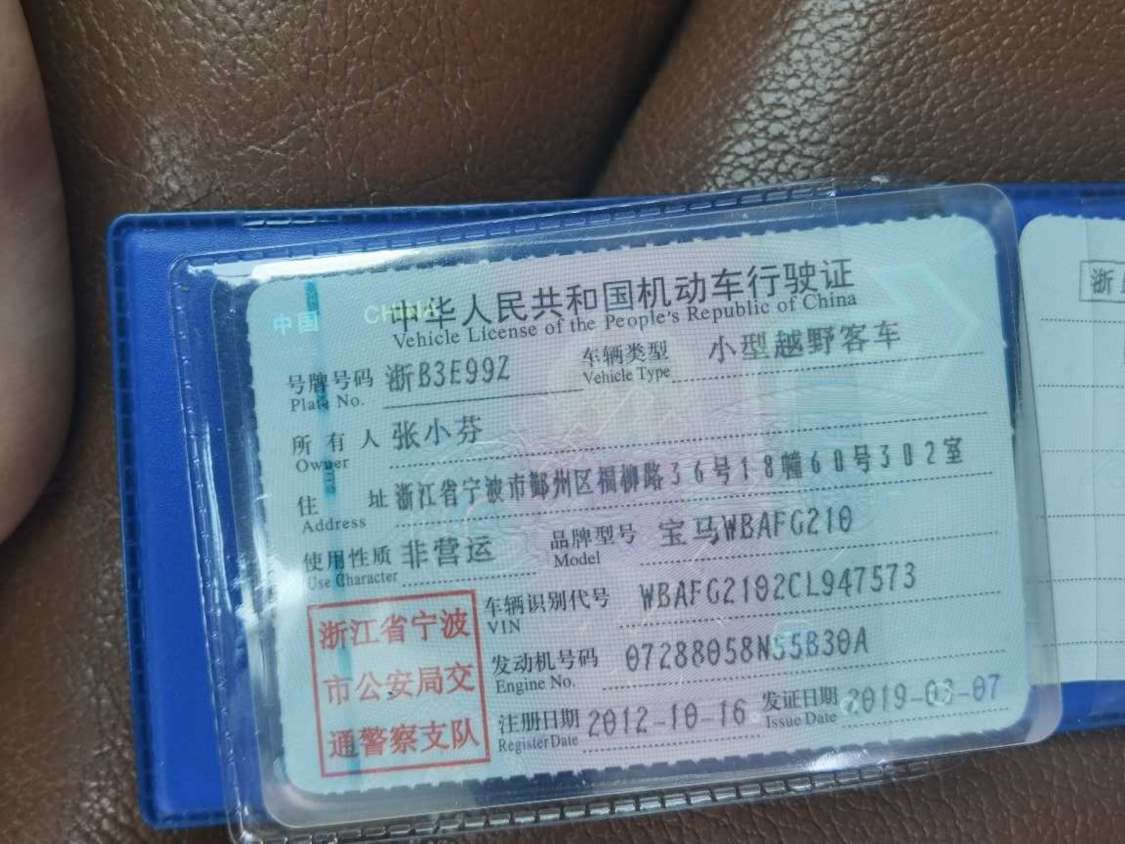 中国 CHINA
中华人民共和国机动车行驶证
Vehicle License of the People's Republic of China
号牌号码 浙B3E99Z 车辆类型 小型越野客车
Plate No. Vehicle Type
所有人 张小芬
Owner
住址 浙江省宁波市鄞州区福柳路36号18幢60号302室
Address
使用性质 非营运 品牌型号 宝马WBAFG210
Use Character Model
浙江省宁波
市公安局交
通警察支队
车辆识别代号 WBAFG2102CL947573
VIN
发动机号码 07288058N55B30A
Engine No.
注册日期 2012-10-16 发证日期 2019-03-07
Register Date Issue Date
浙